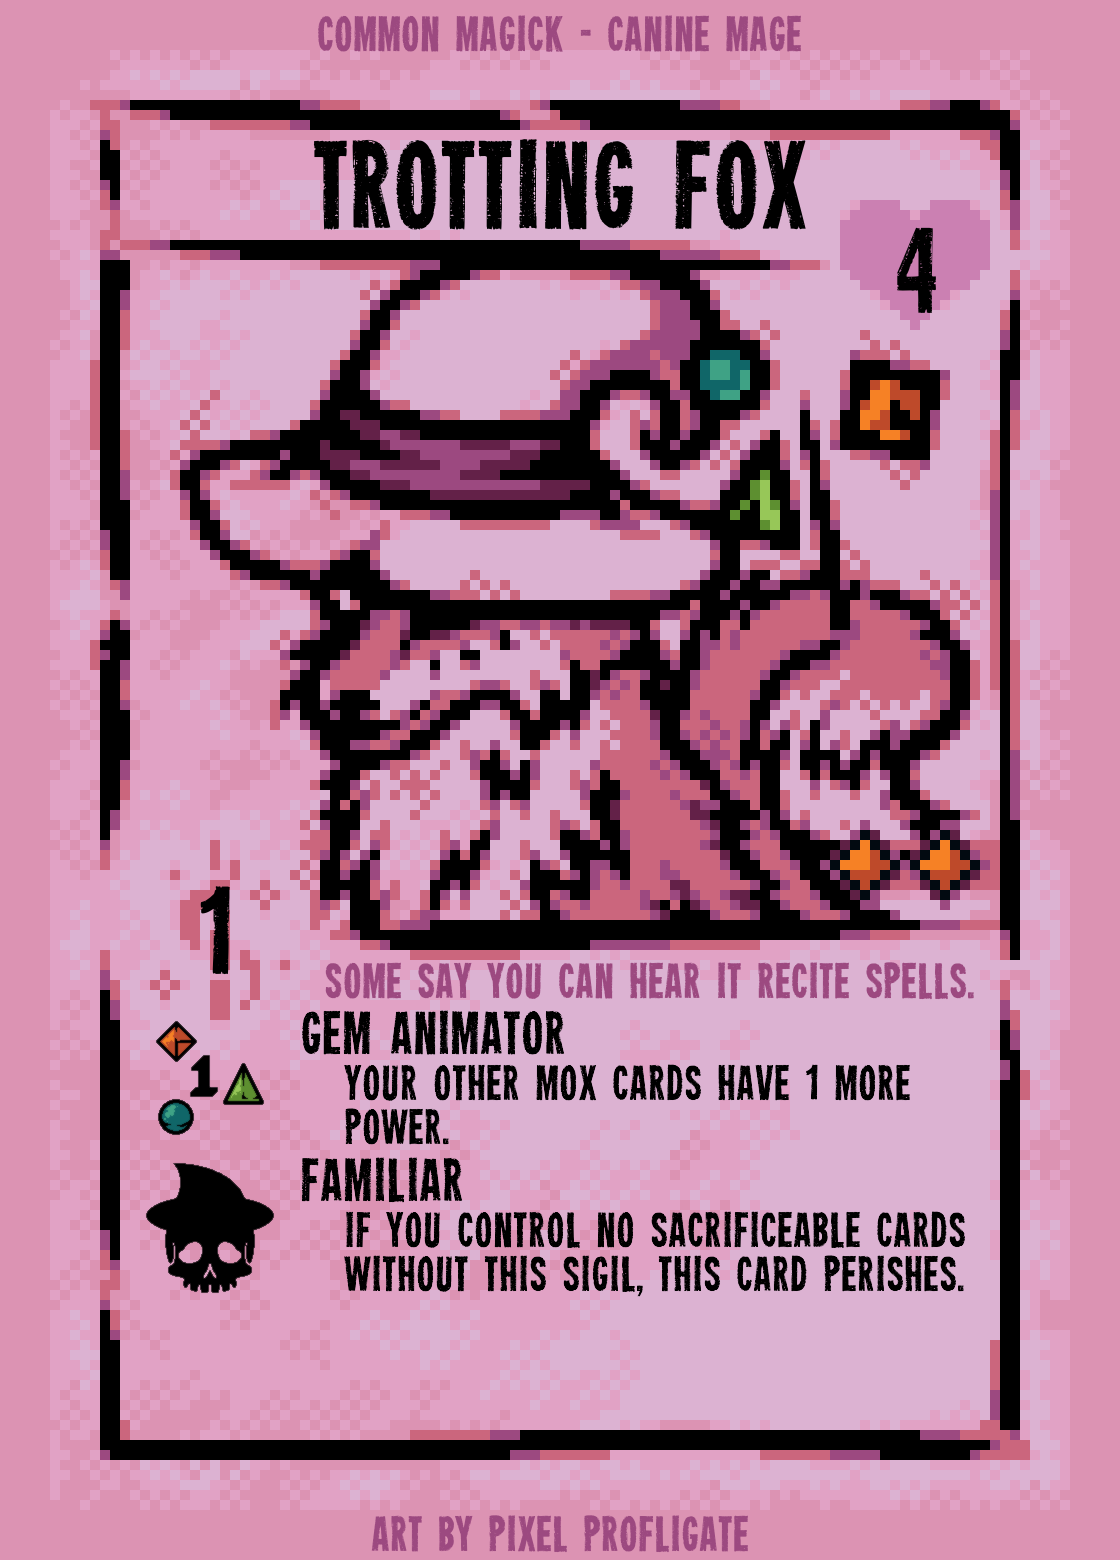 COMMON MAGICK - CANINE MAGE
TROTTING FOX
4
1
SOME SAY YOU CAN HEAR IT RECITE SPELLS.
GEM ANIMATOR
1
YOUR OTHER MOX CARDS HAVE 1 MORE
POWER.
FAMILIAR
IF YOU CONTROL NO SACRIFICEABLE CARDS
WITHOUT THIS SIGIL, THIS CARD PERISHES.
ART BY PIXEL PROFLIGATE